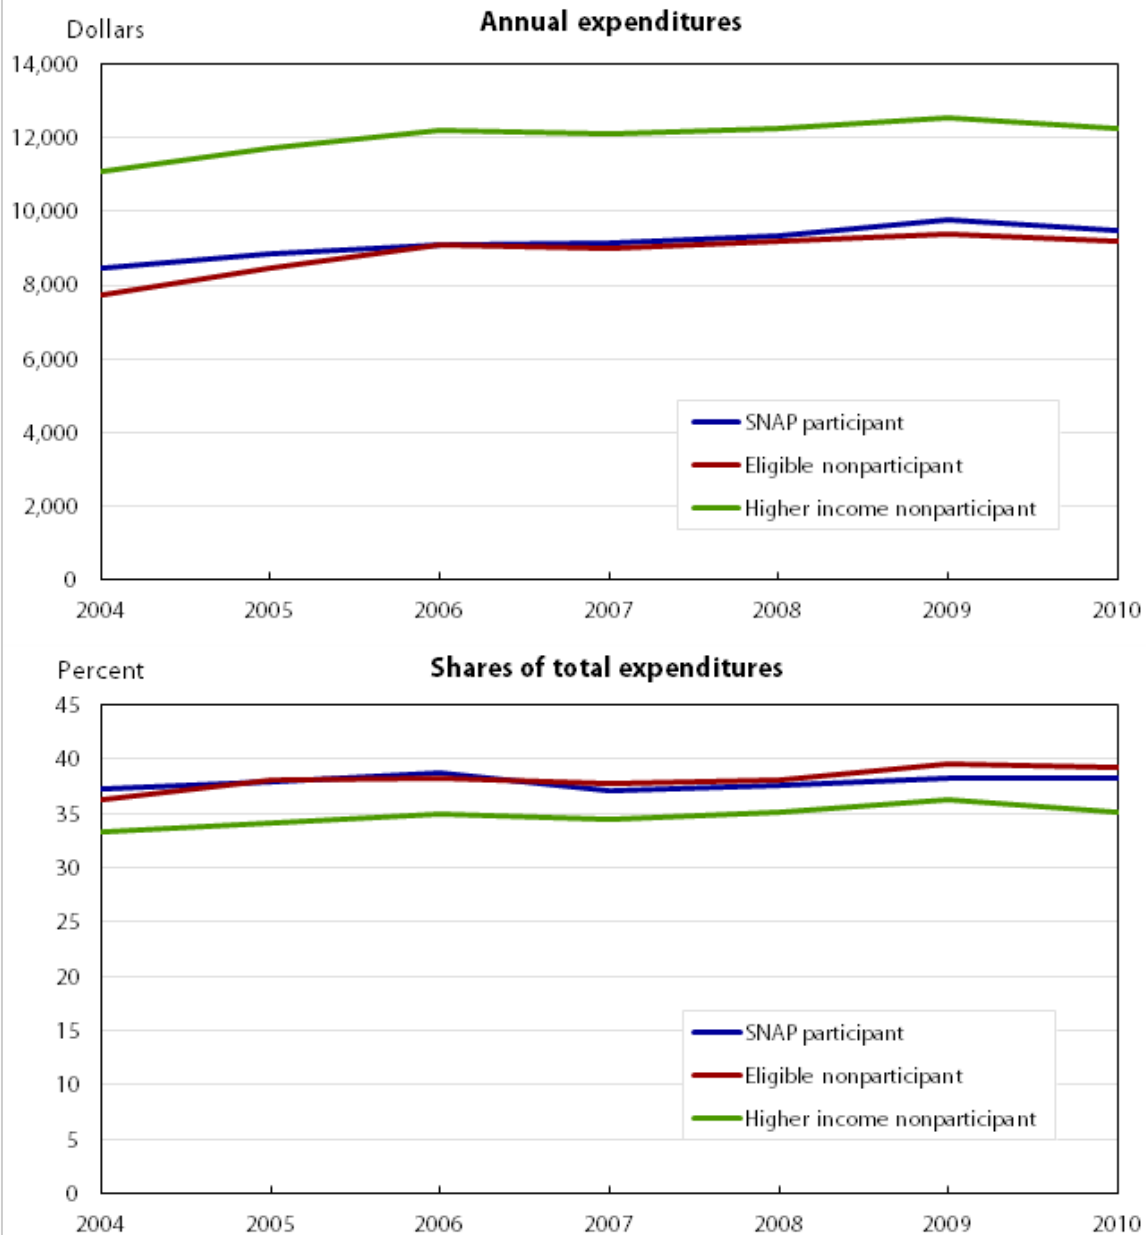 Annual expenditures
Dollars
14,000
12,000
10,000
8,000
6,000
4,000
2,000
0
SNAP participant
Eligible nonparticipant
Higher income nonparticipant
2004 2005 2006 2007 2008 2009 2010
Shares of total expenditures
Percent
45
40
35
30
25
20
15
10
5
0
SNAP participant
Eligible nonparticipant
Higher income nonparticipant
2004 2005 2006 2007 2008 2009 2010